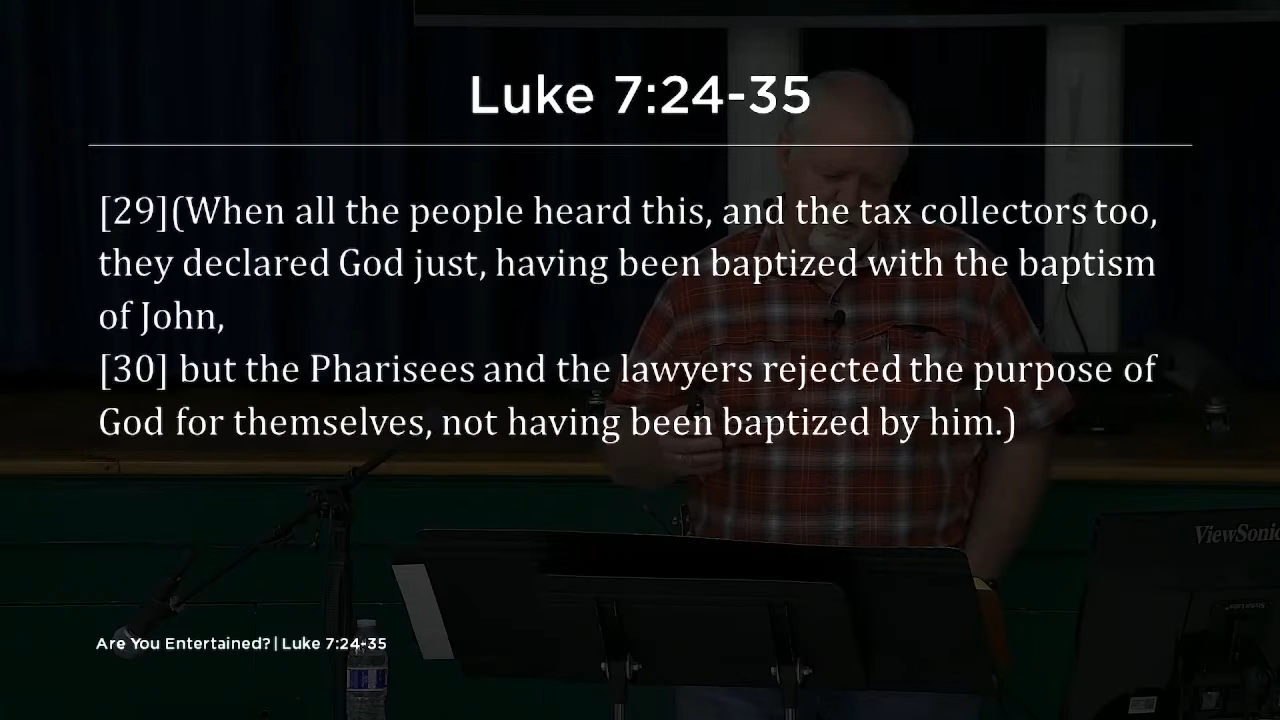 Luke 7:24-35
[29](When all the people heard this, and the tax collectors too,
they declared God just, having been baptized with the baptism
of John,
[30] but the Pharisees and the lawyers rejected the purpose of
God for themselves, not having been baptized by him.)
ViewSonic
Are You Entertained? | Luke 7:24-35